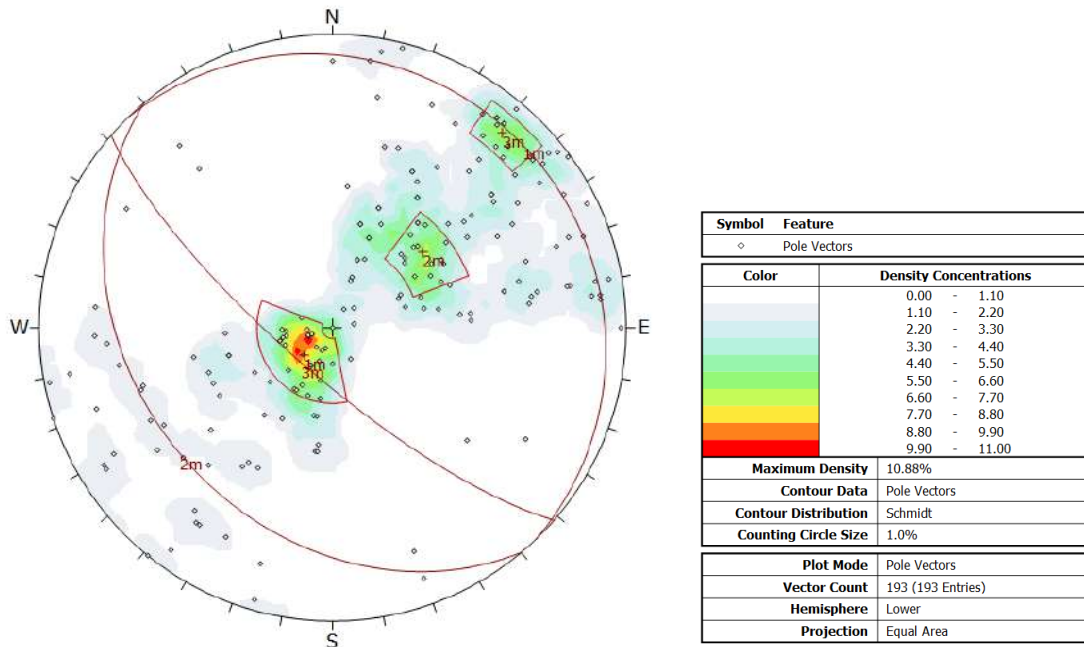 N
3m
1m
2m
W
E
1m
3m
2m
S
Symbol Feature
Pole Vectors
Color Density Concentrations
0.00 - 1.10
1.10 - 2.20
2.20 - 3.30
3.30 - 4.40
4.40 - 5.50
5.50 - 6.60
6.60 - 7.70
7.70 - 8.80
8.80 - 9.90
9.90 - 11.00
Maximum Density 10.88%
Contour Data Pole Vectors
Contour Distribution Schmidt
Counting Circle Size 1.0%
Plot Mode Pole Vectors
Vector Count 193 (193 Entries)
Hemisphere Lower
Projection Equal Area